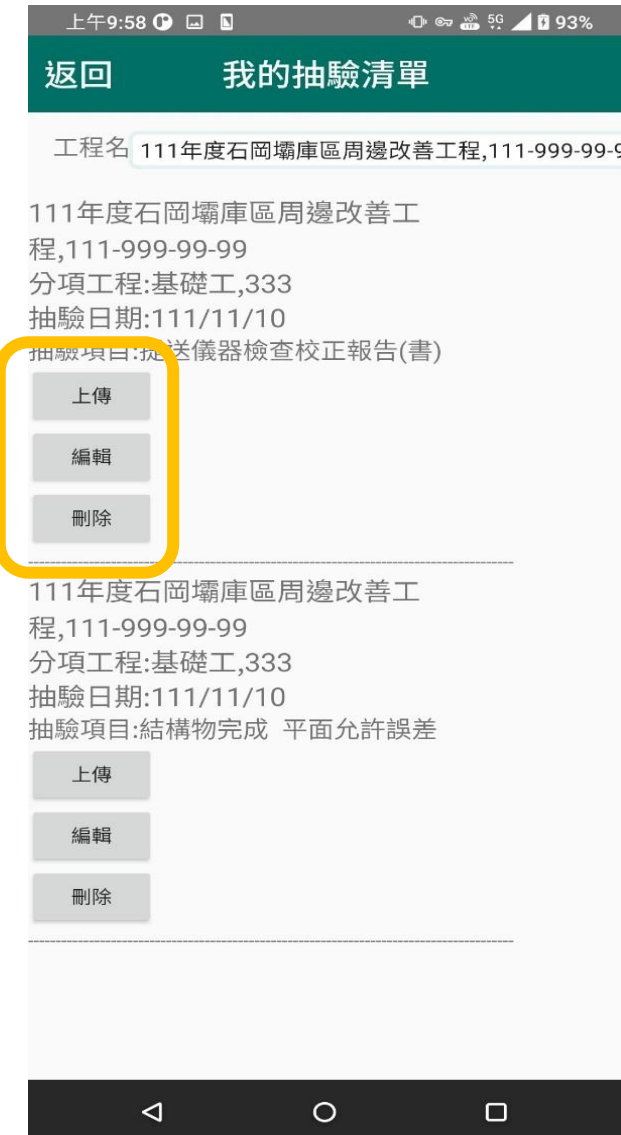 上午9:58 5G 93%
返回 我的抽驗清單
工程名 111年度石岡壩庫區周邊改善工程,111-999-99-9
111年度石岡壩庫區周邊改善工
程,111-999-99-99
分項工程:基礎工,333
抽驗日期:111/11/10
抽驗項目:提送儀器檢查校正報告(書)
上傳
編輯
刪除
111年度石岡壩庫區周邊改善工
程,111-999-99-99
分項工程:基礎工,333
抽驗日期:111/11/10
抽驗項目:結構物完成 平面允許誤差
上傳
編輯
刪除